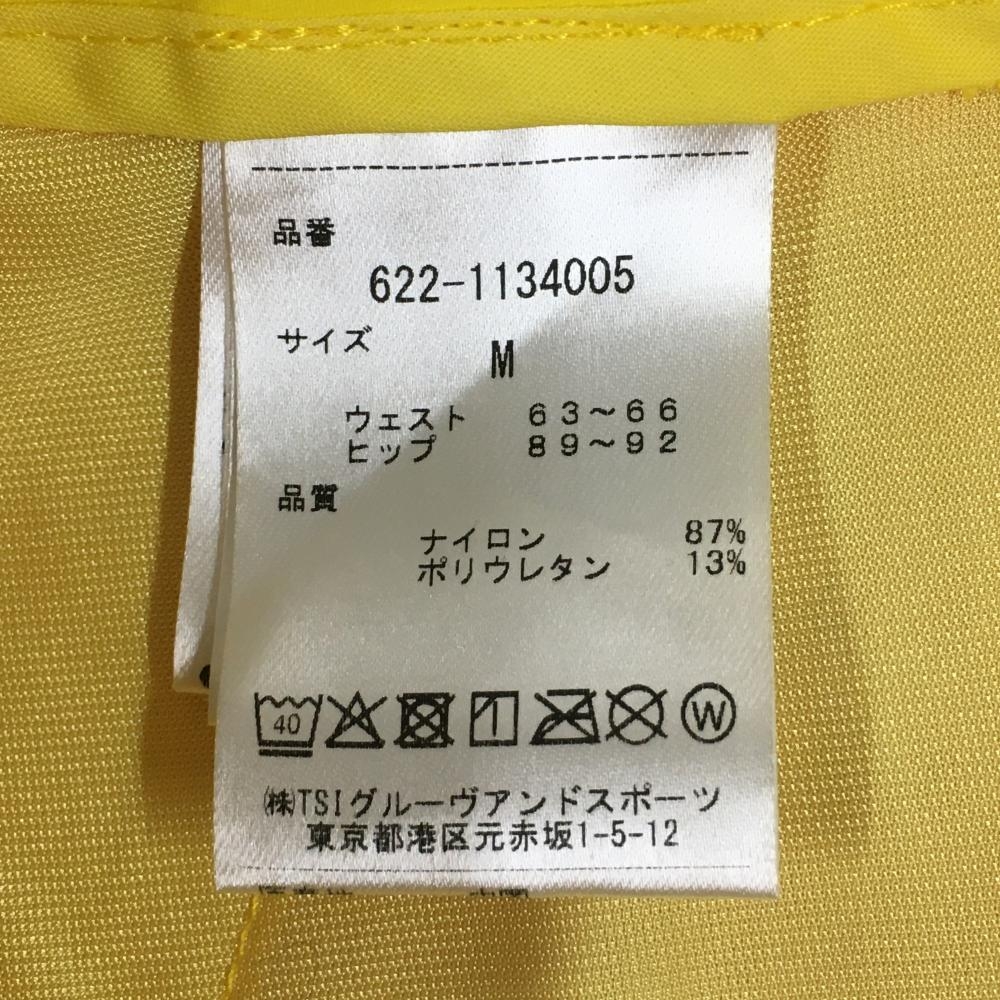 品番
622-1134005
サイズ
M
ウェスト 63～66
ヒップ 89～92
品質
ナイロン 87%
ポリウレタン 13%
40
W
㈱TSIグルーヴアンドスポーツ
東京都港区元赤坂1-5-12